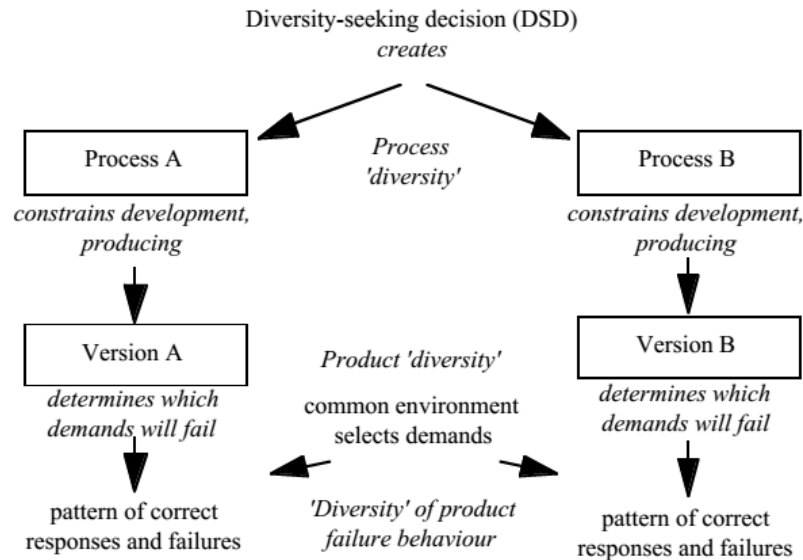 Diversity-seeking decision (DSD)
creates
Process A
Process
'diversity'
Process B
constrains development,
producing
constrains development,
producing
Version A
Product 'diversity'
Version B
determines which
demands will fail
common environment
selects demands
determines which
demands will fail
pattern of correct
responses and failures
'Diversity' of product
failure behaviour
pattern of correct
responses and failures